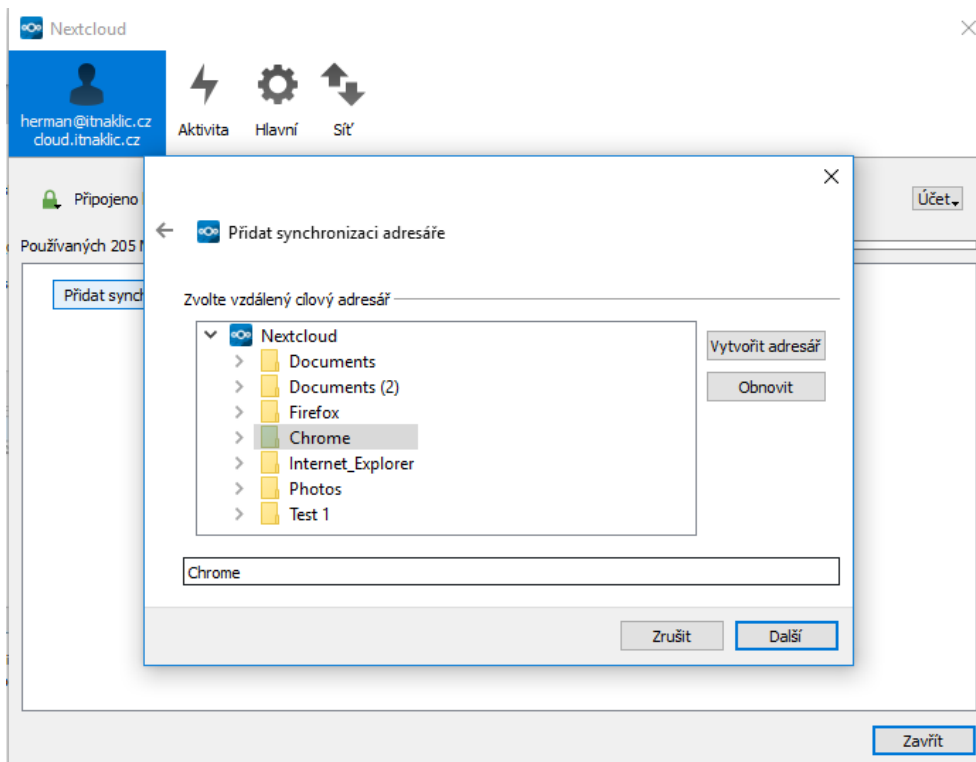 Nextcloud
herman@itnaklic.cz
cloud.itnaklic.cz
Aktivita
Hlavní
Síť
Připojeno
Účet
Používaných 205
Přidat synch
Přidat synchronizaci adresáře
Zvolte vzdálený cílový adresář
Nextcloud
Documents
Documents (2)
Firefox
Chrome
Internet_Explorer
Photos
Test 1
Vytvořit adresář
Obnovit
Chrome
Zrušit
Další
Zavřít